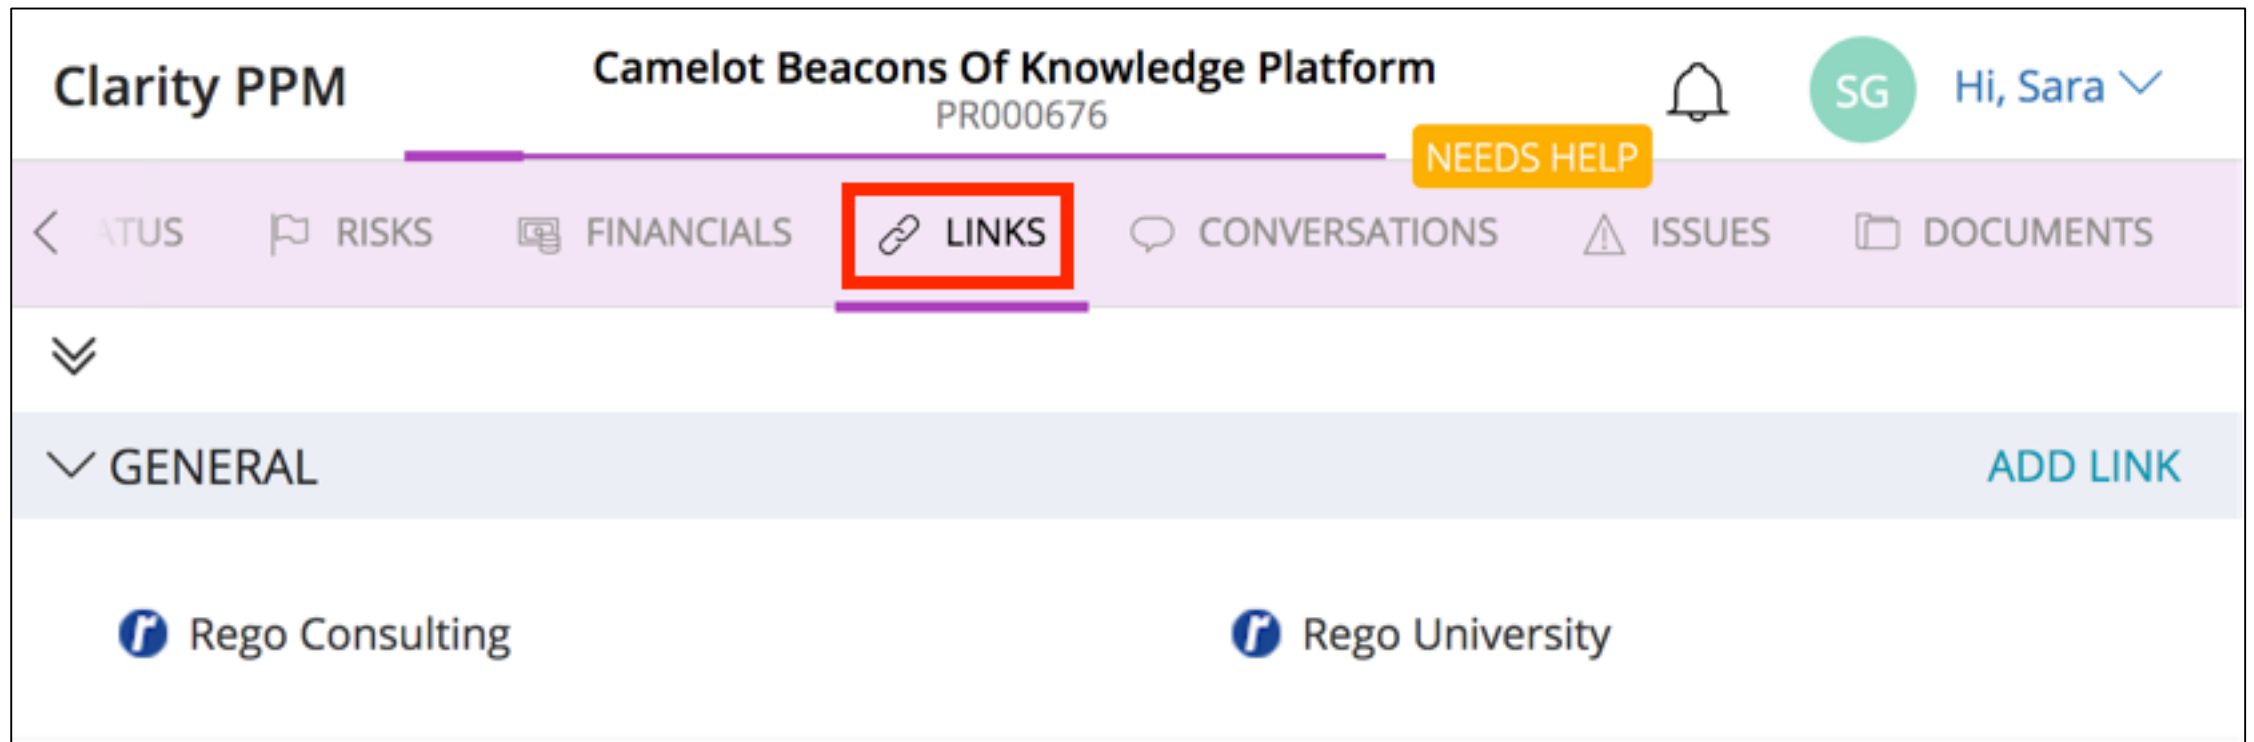 Clarity PPM
Camelot Beacons Of Knowledge Platform
PR000676
SG
Hi, Sara
NEEDS HELP
ATUS RISKS FINANCIALS LINKS CONVERSATIONS ISSUES DOCUMENTS
GENERAL ADD LINK
Rego Consulting Rego University